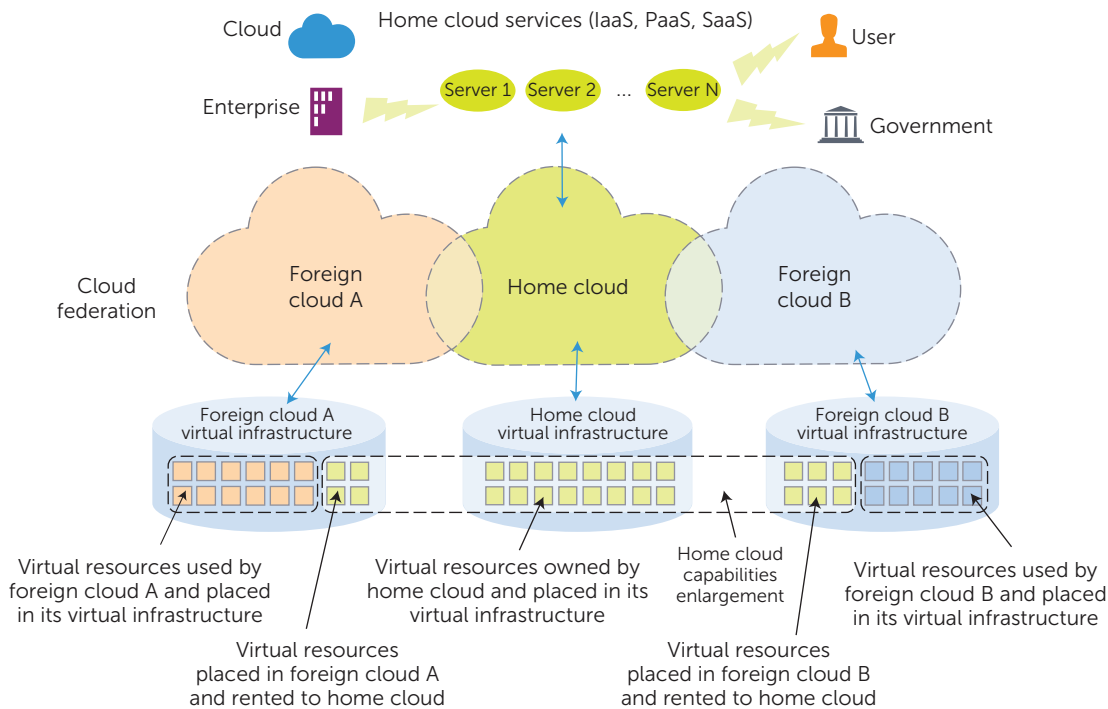 Home cloud services (IaaS, PaaS, SaaS)
Cloud
User
Enterprise
Server 1
Server 2
...
Server N
Government
Cloud
federation
Foreign
cloud A
Home cloud
Foreign
cloud B
Foreign cloud A
virtual infrastructure
Home cloud
virtual infrastructure
Foreign cloud B
virtual infrastructure
Virtual resources used by
foreign cloud A and placed
in its virtual infrastructure
Virtual resources
placed in foreign cloud A
and rented to home cloud
Virtual resources owned by
home cloud and placed in its
virtual infrastructure
Home cloud
capabilities
enlargement
Virtual resources
placed in foreign cloud B
and rented to home cloud
Virtual resources used by
foreign cloud B and placed
in its virtual infrastructure